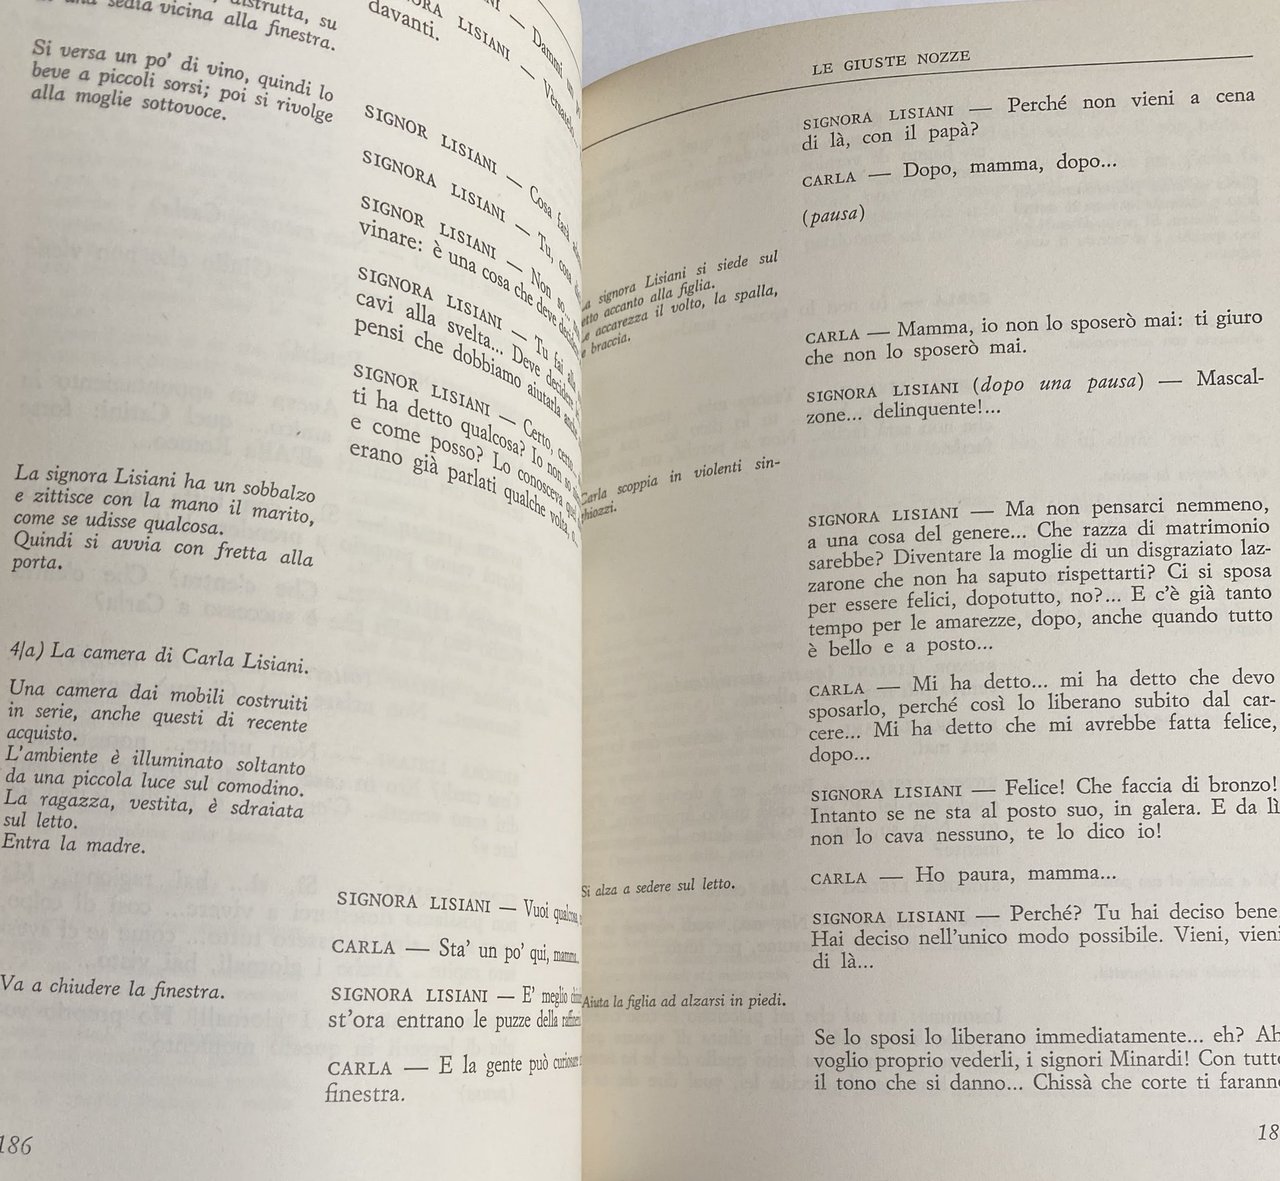 sedia vicina alla finestra.
Si versa un po' di vino, quindi lo
beve a piccoli sorsi; poi si rivolge
alla moglie sottovoce.
LISIANI — Dammi un
davanti.
LISIANI — Versatelo
SIGNOR LISIANI — Cosa farà
SIGNORA LISIANI — Tu, cosa
SIGNOR LISIANI — Non so...
vinare: è una cosa che deve decidere
SIGNORA LISIANI — Tu fai alla
cavi alla svelta... Deve decidere
pensi che dobbiamo aiutarla anche
SIGNOR LISIANI — Certo, certo...
ti ha detto qualcosa? Io non so
e come posso? Lo conosceva
erano già parlati qualche volta,
La signora Lisiani ha un sobbalzo
e zittisce con la mano il marito,
come se udisse qualcosa.
Quindi si avvia con fretta alla
porta.
4/a) La camera di Carla Lisiani.
Una camera dai mobili costruiti
in serie, anche questi di recente
acquisto.
L'ambiente è illuminato soltanto
da una piccola luce sul comodino.
La ragazza, vestita, è sdraiata
sul letto.
Entra la madre.
SIGNORA LISIANI — Vuoi qualcosa,
CARLA — Sta' un po' qui, mamma.
Va a chiudere la finestra.
SIGNORA LISIANI — E' meglio
st'ora entrano le puzze della
CARLA — E la gente può
finestra.
186
LE GIUSTE NOZZE
SIGNORA LISIANI — Perché non vieni a cena
di là, con il papà?
CARLA — Dopo, mamma, dopo...
(pausa)
signora Lisiani si siede sul
accanto alla figlia.
accarezza il volto, la spalla,
braccia.
CARLA — Mamma, io non lo sposerò mai: ti giuro
che non lo sposerò mai.
SIGNORA LISIANI (dopo una pausa) — Mascal-
zone... delinquente!...
Carla scoppia in violenti sin-
ghiozzi.
SIGNORA LISIANI — Ma non pensarci nemmeno,
a una cosa del genere... Che razza di matrimonio
sarebbe? Diventare la moglie di un disgraziato laz-
zarone che non ha saputo rispettarti? Ci si sposa
per essere felici, dopotutto, no?... E c'è già tanto
tempo per le amarezze, dopo, anche quando tutto
è bello e a posto...
CARLA — Mi ha detto... mi ha detto che devo
sposarlo, perché così lo liberano subito dal car-
cere... Mi ha detto che mi avrebbe fatta felice,
dopo...
SIGNORA LISIANI — Felice! Che faccia di bronzo!
Intanto se ne sta al posto suo, in galera. E da lì
non lo cava nessuno, te lo dico io!
Si alza a sedere sul letto.
CARLA — Ho paura, mamma...
SIGNORA LISIANI — Perché? Tu hai deciso bene
Hai deciso nell'unico modo possibile. Vieni, vieni
di là...
Aiuta la figlia ad alzarsi in piedi.
Se lo sposi lo liberano immediatamente... eh? Ah
voglio proprio vederli, i signori Minardi! Con tutto
il tono che si danno... Chissà che corte ti faranno
18